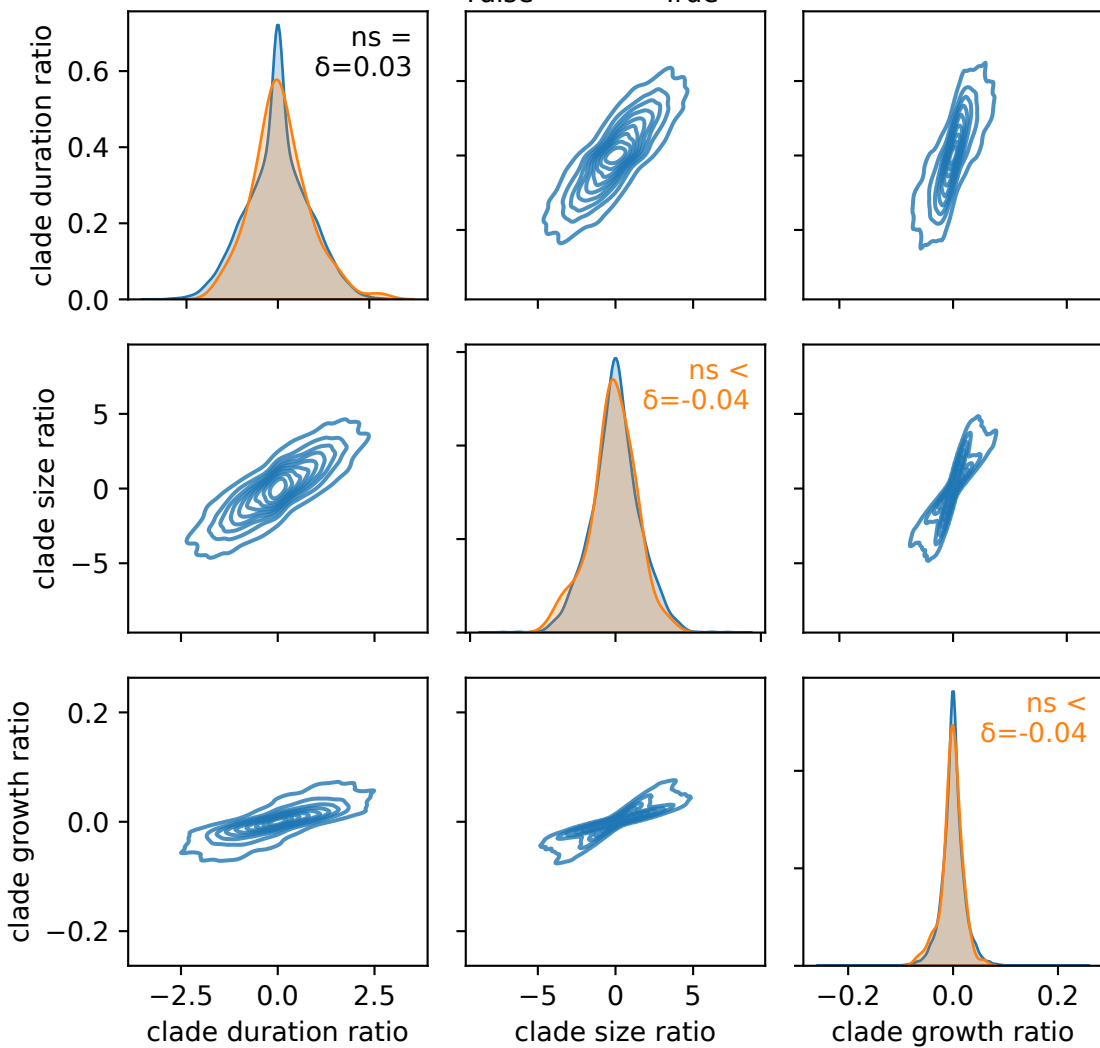 True
clade duration ratio
0.6
0.4
0.2
0.0
ns =
δ=0.03
clade size ratio
5
0
−5
ns <
δ=-0.04
clade growth ratio
0.2
0.0
−0.2
ns <
δ=-0.04
−2.5 0.0 2.5
clade duration ratio
−5 0 5
clade size ratio
−0.2 0.0 0.2
clade growth ratio